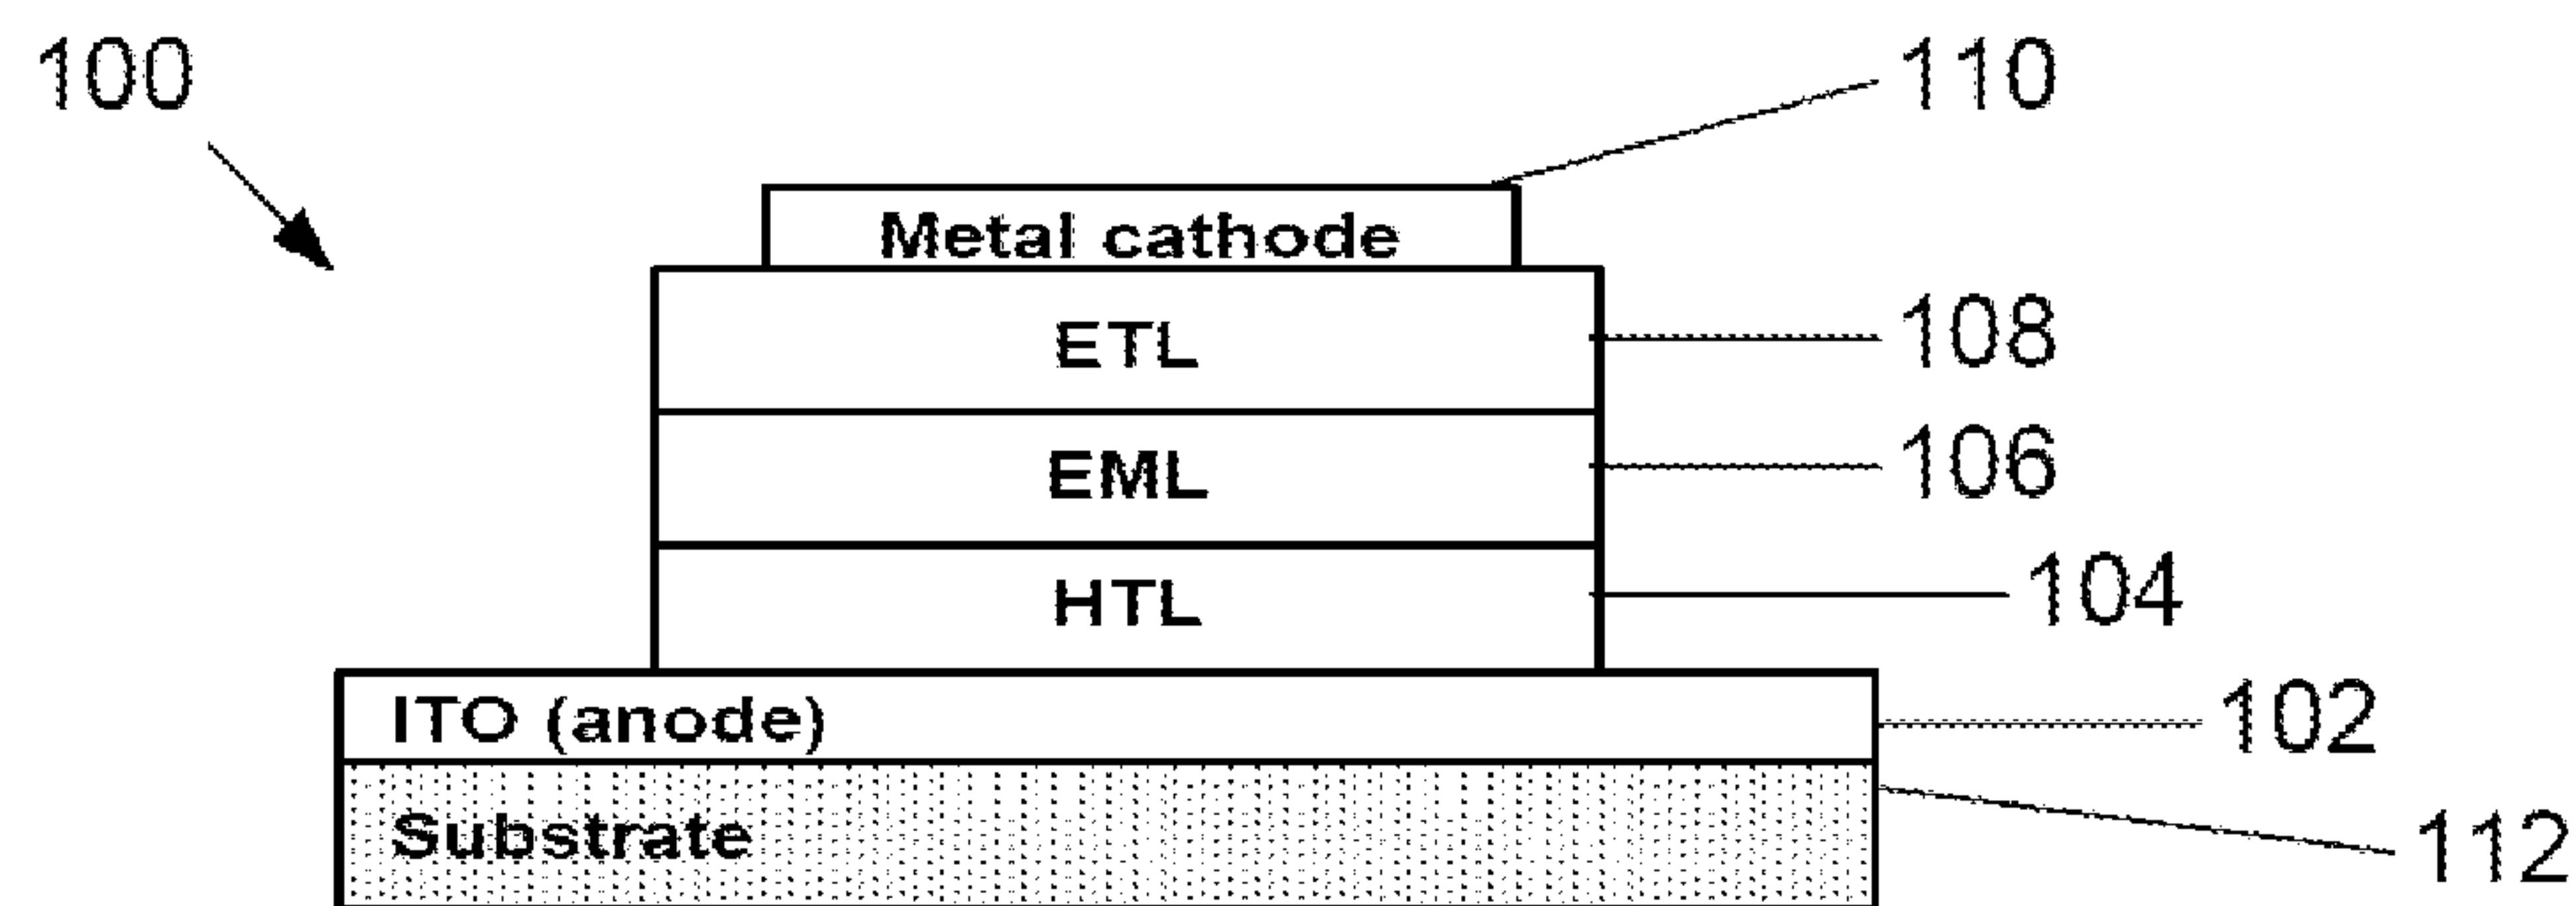 100
110
Metal cathode
ETL
108
EML
106
HTL
104
ITO (anode)
102
Substrate
112